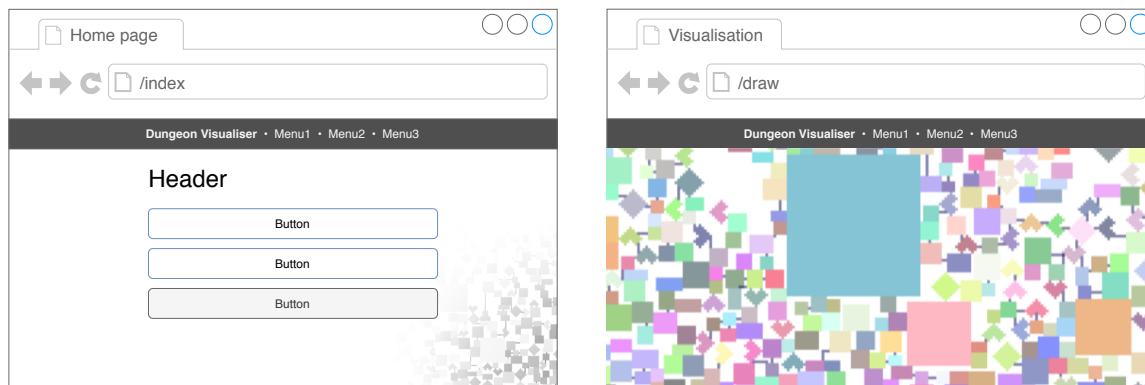 Home page
/index
Dungeon Visualiser • Menu1 • Menu2 • Menu3
Header
Button
Button
Button
Visualisation
/draw
Dungeon Visualiser • Menu1 • Menu2 • Menu3